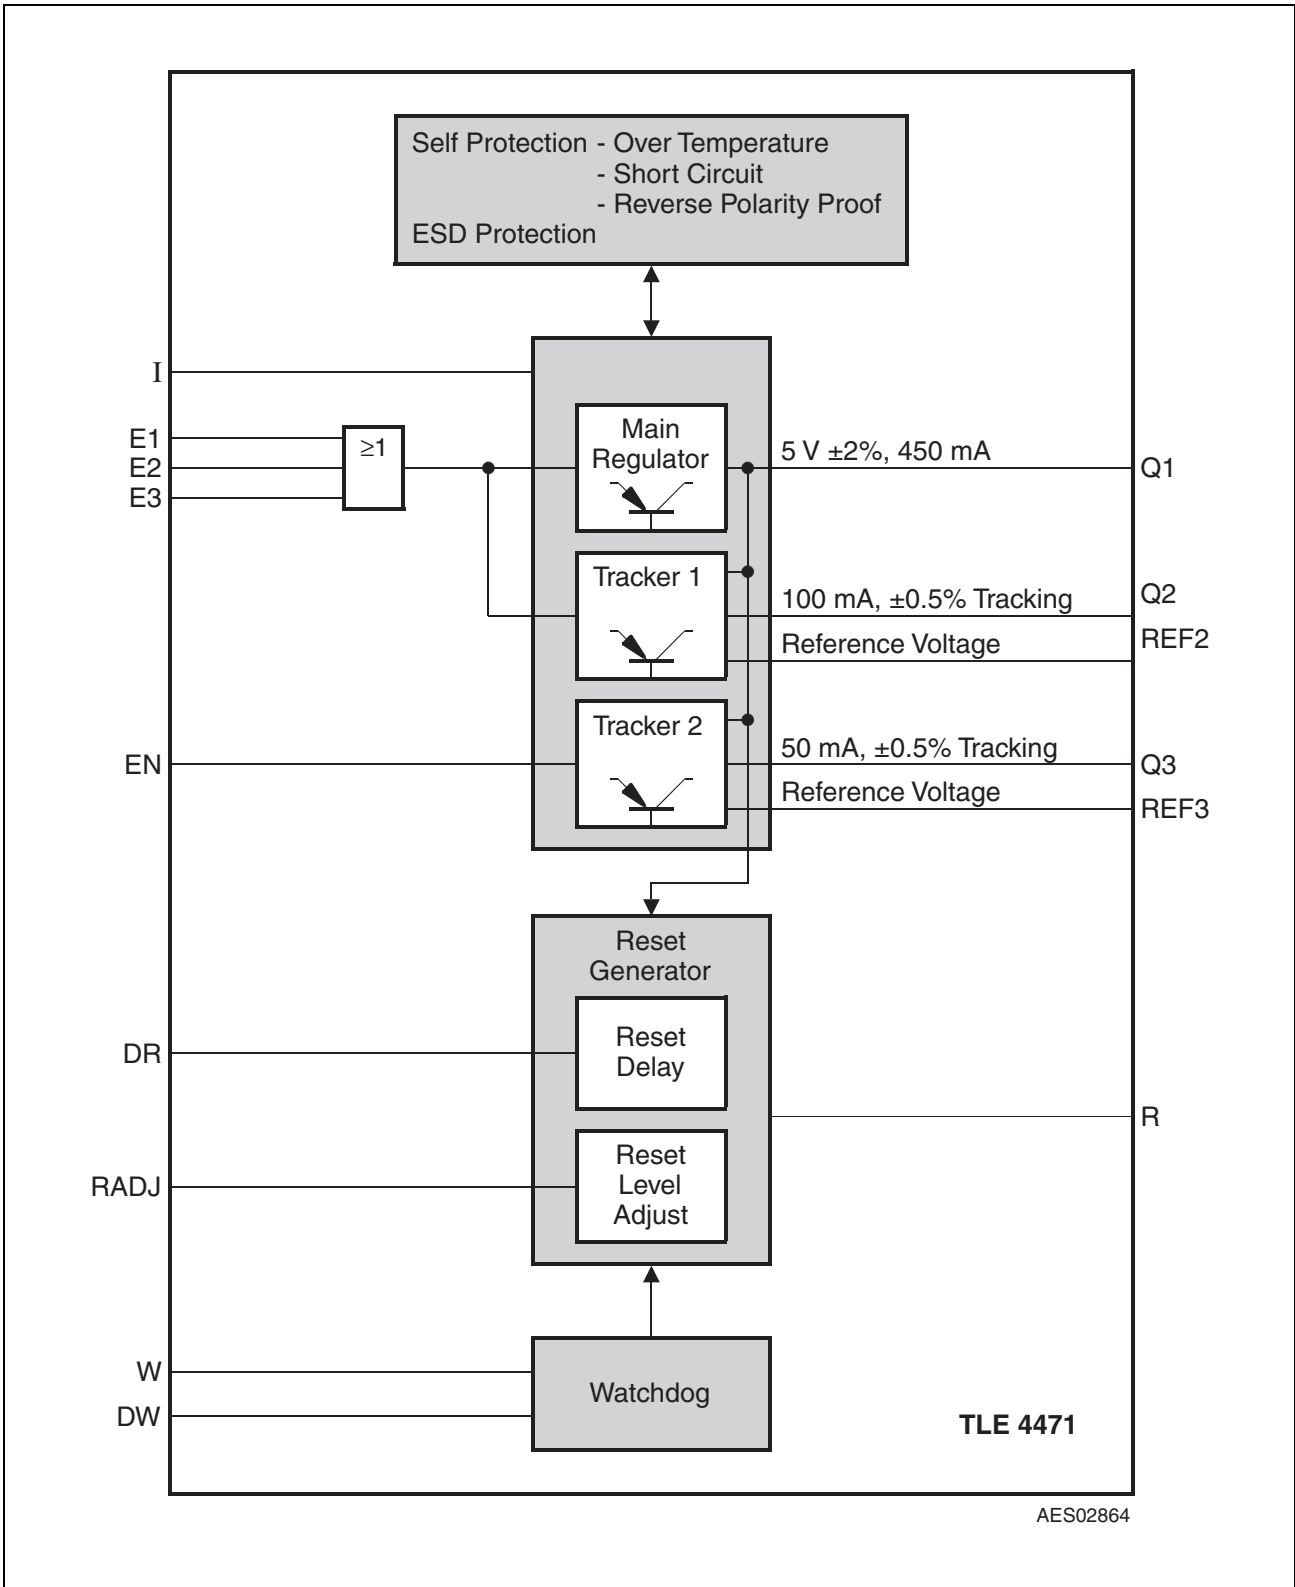 Self Protection - Over Temperature
- Short Circuit
- Reverse Polarity Proof
ESD Protection
I
E1
E2
E3
≥1
Main
Regulator
5 V ±2%, 450 mA
Q1
Tracker 1
100 mA, ±0.5% Tracking
Q2
Reference Voltage
REF2
Tracker 2
EN
50 mA, ±0.5% Tracking
Q3
Reference Voltage
REF3
Reset
Generator
DR
Reset
Delay
R
RADJ
Reset
Level
Adjust
W
DW
Watchdog
TLE 4471
AES02864